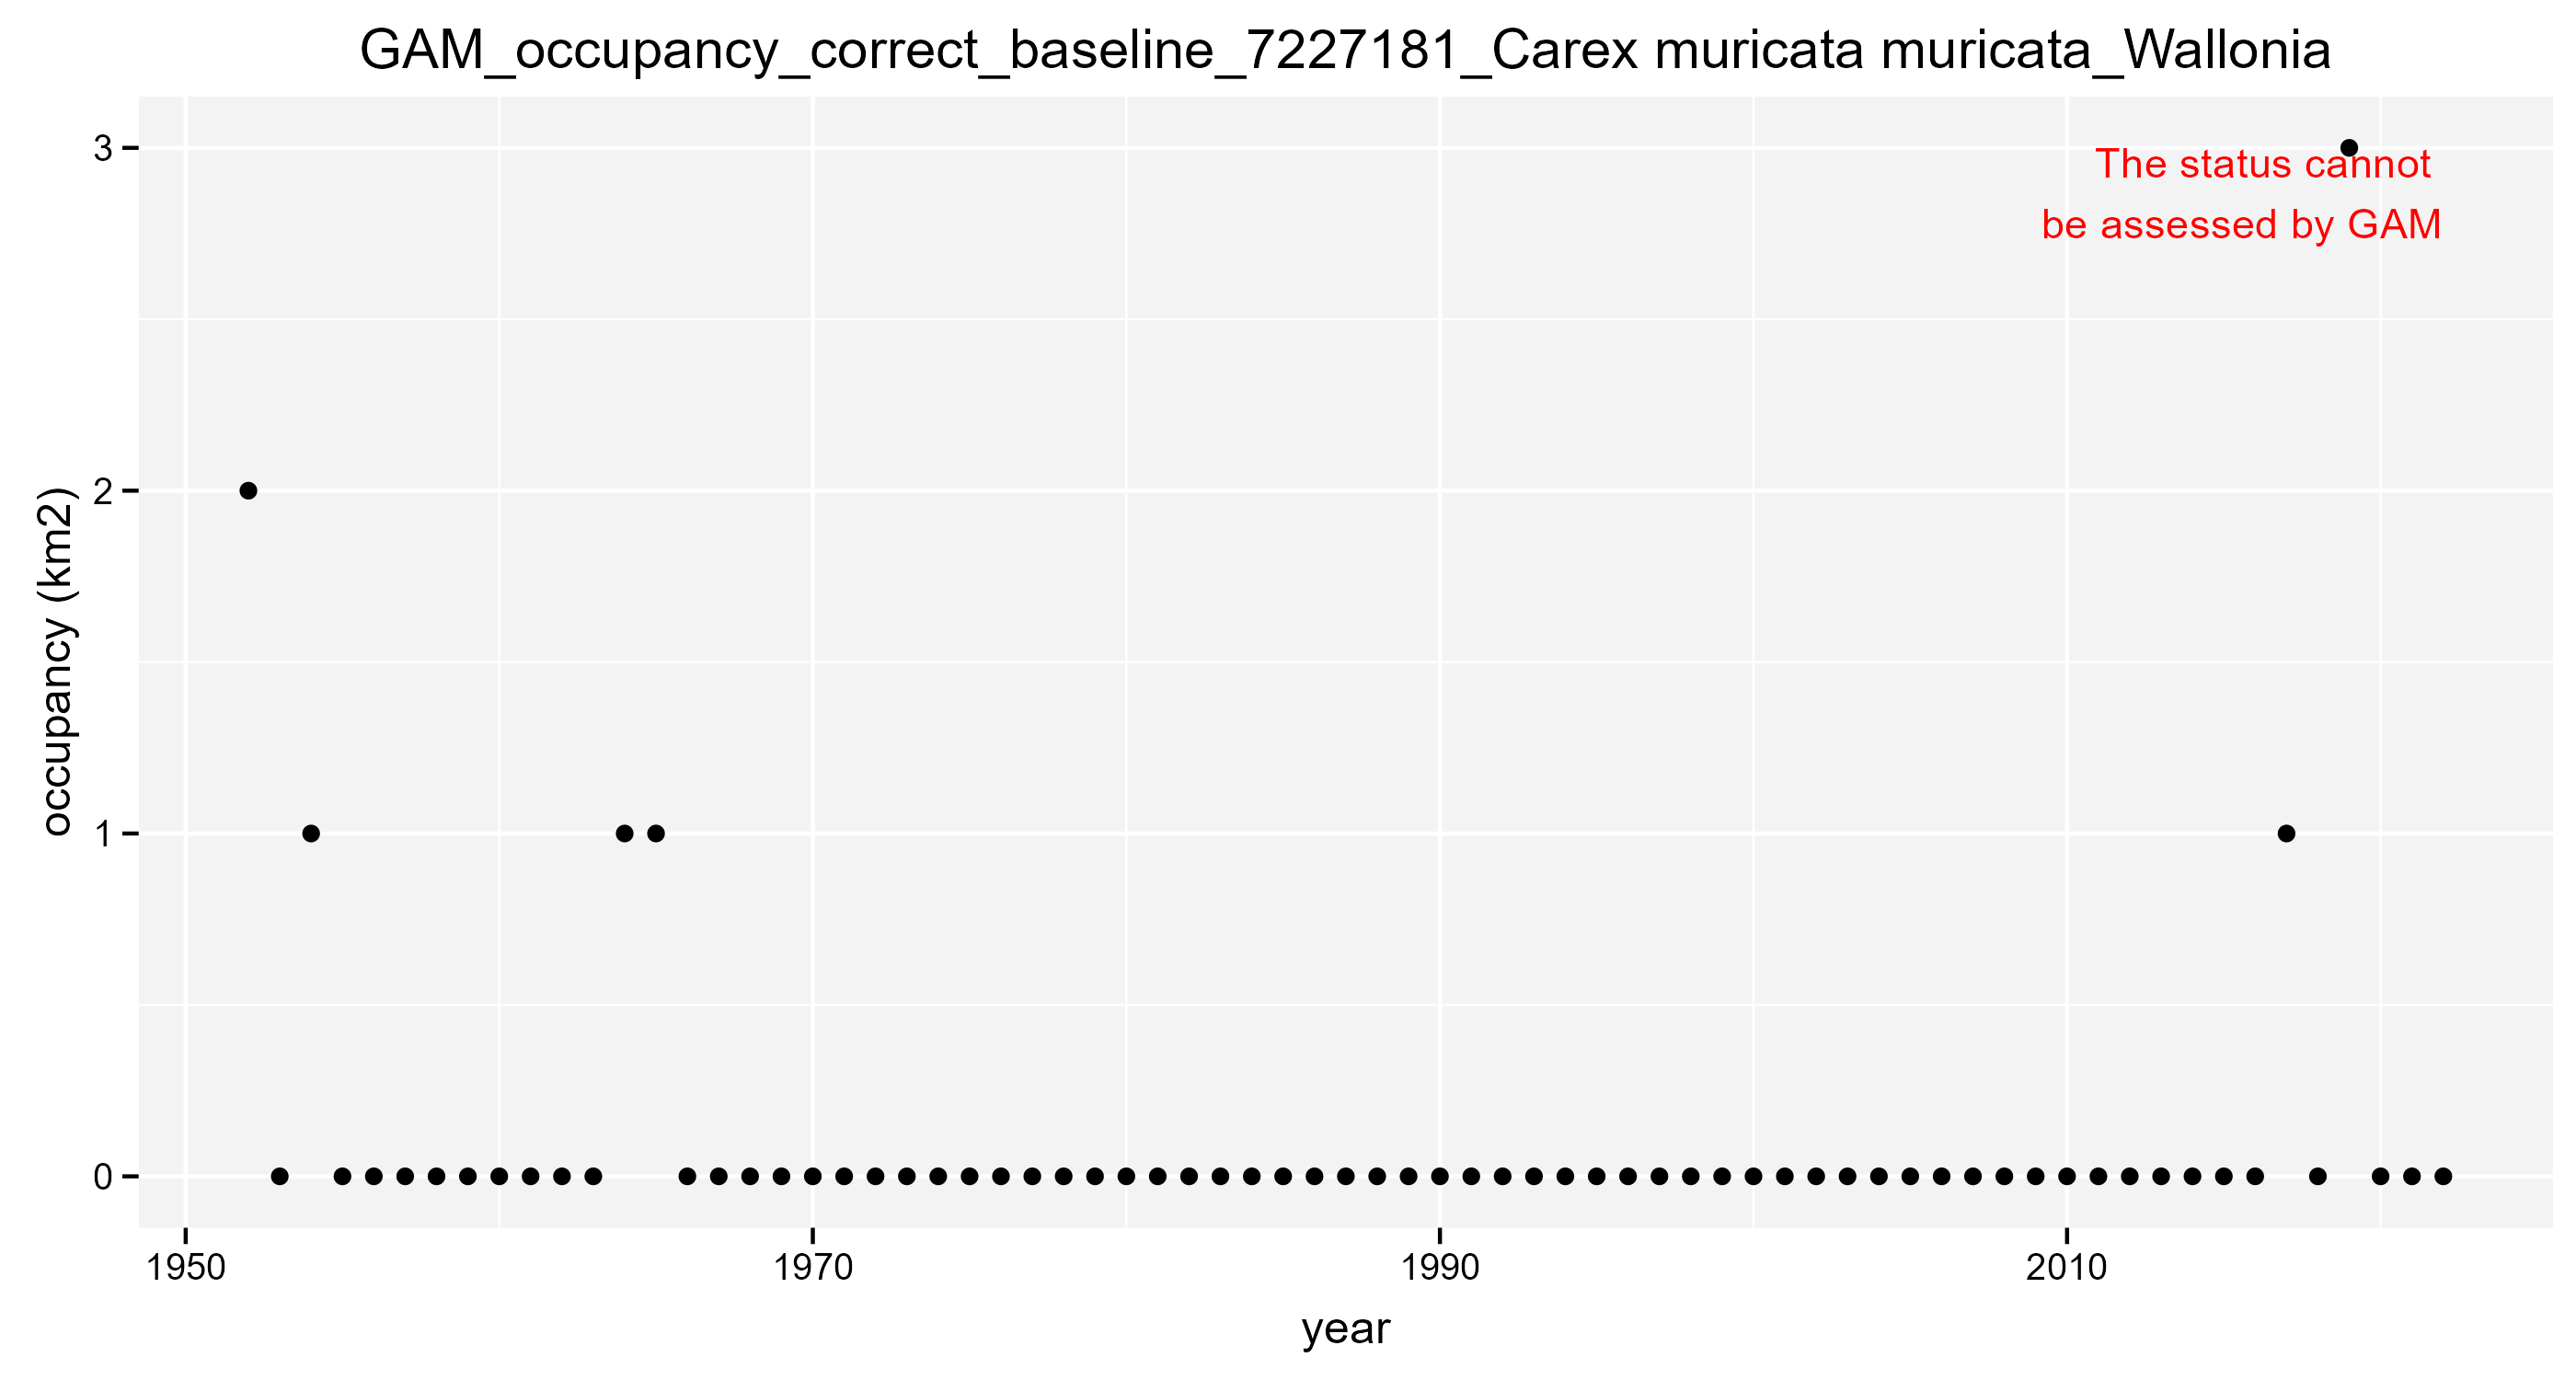 GAM_occupancy_correct_baseline_7227181_Carex muricata muricata_Wallonia
3
The status cannot
be assessed by GAM
2
occupancy (km2)
1
0
1950
1970
1990
2010
year